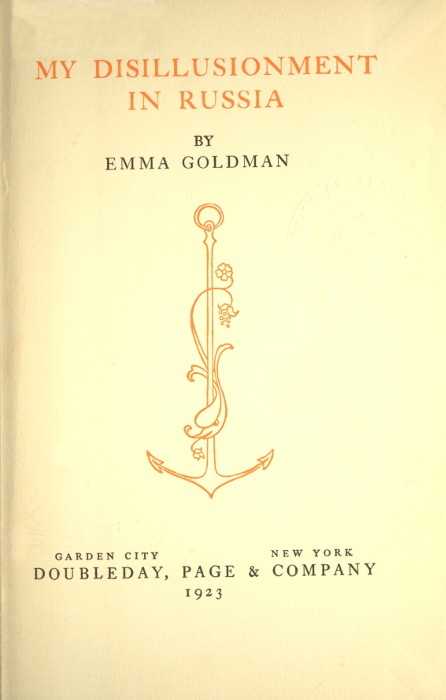 MY DISILLUSIONMENT
IN RUSSIA
BY
EMMA GOLDMAN
GARDEN CITY NEW YORK
DOUBLEDAY, PAGE & COMPANY
1923